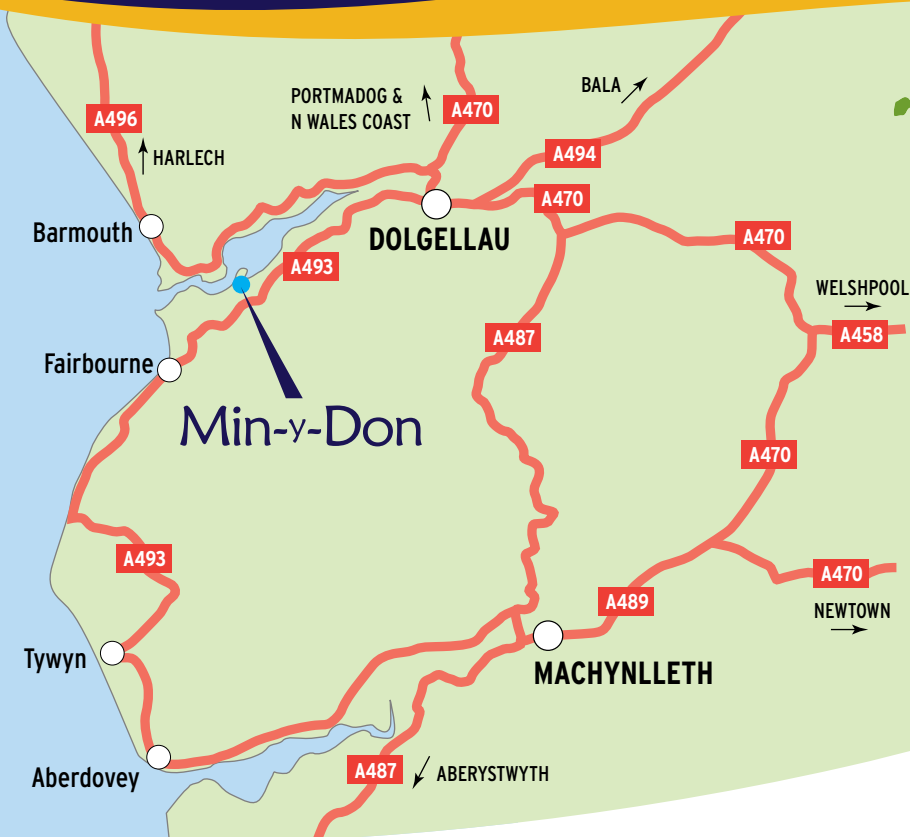 A496
PORTMADOG &
N WALES COAST
A470
BALA
HARLECH
A494
A470
Barmouth
DOLGELLAU
A470
A493
WELSHPOOL
A458
A487
Fairbourne
Min-y-Don
A470
A493
A470
A489
NEWTOWN
Tywyn
MACHYNLLETH
Aberdovey
A487
ABERYSTWYTH